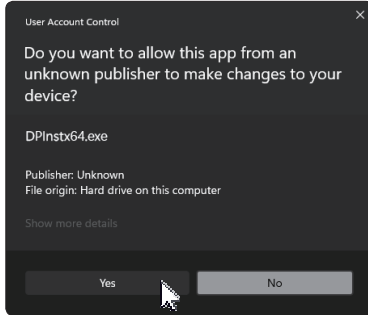 User Account Control
Do you want to allow this app from an
unknown publisher to make changes to your
device?
DPInstx64.exe
Publisher: Unknown
File origin: Hard drive on this computer
Show more details
Yes
No